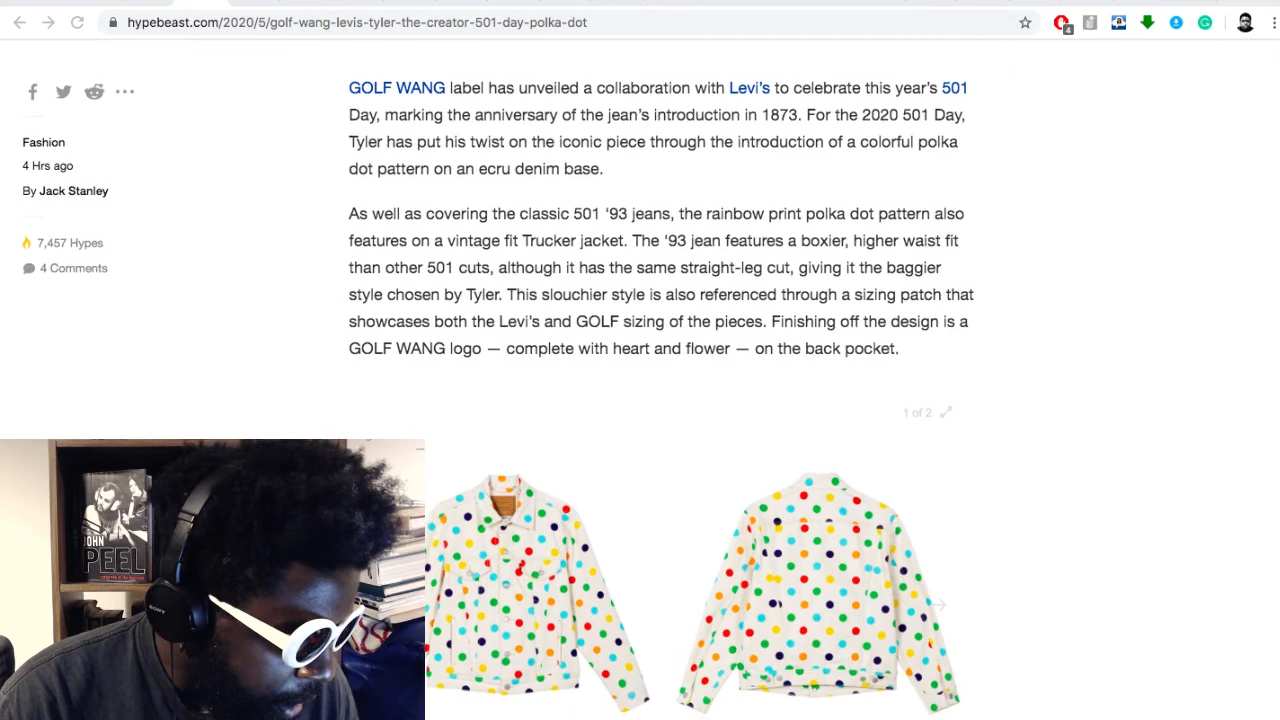 hypebeast.com/2020/5/golf-wang-levis-tyler-the-creator-501-day-polka-dot
4
GOLF WANG label has unveiled a collaboration with Levi’s to celebrate this year’s 501
Day, marking the anniversary of the jean’s introduction in 1873. For the 2020 501 Day,
Tyler has put his twist on the iconic piece through the introduction of a colorful polka
dot pattern on an ecru denim base.
Fashion
4 Hrs ago
By Jack Stanley
7,457 Hypes
4 Comments
As well as covering the classic 501 ‘93 jeans, the rainbow print polka dot pattern also
features on a vintage fit Trucker jacket. The ‘93 jean features a boxier, higher waist fit
than other 501 cuts, although it has the same straight-leg cut, giving it the baggier
style chosen by Tyler. This slouchier style is also referenced through a sizing patch that
showcases both the Levi’s and GOLF sizing of the pieces. Finishing off the design is a
GOLF WANG logo — complete with heart and flower — on the back pocket.
1 of 2
JOHN
PEEL
SONY